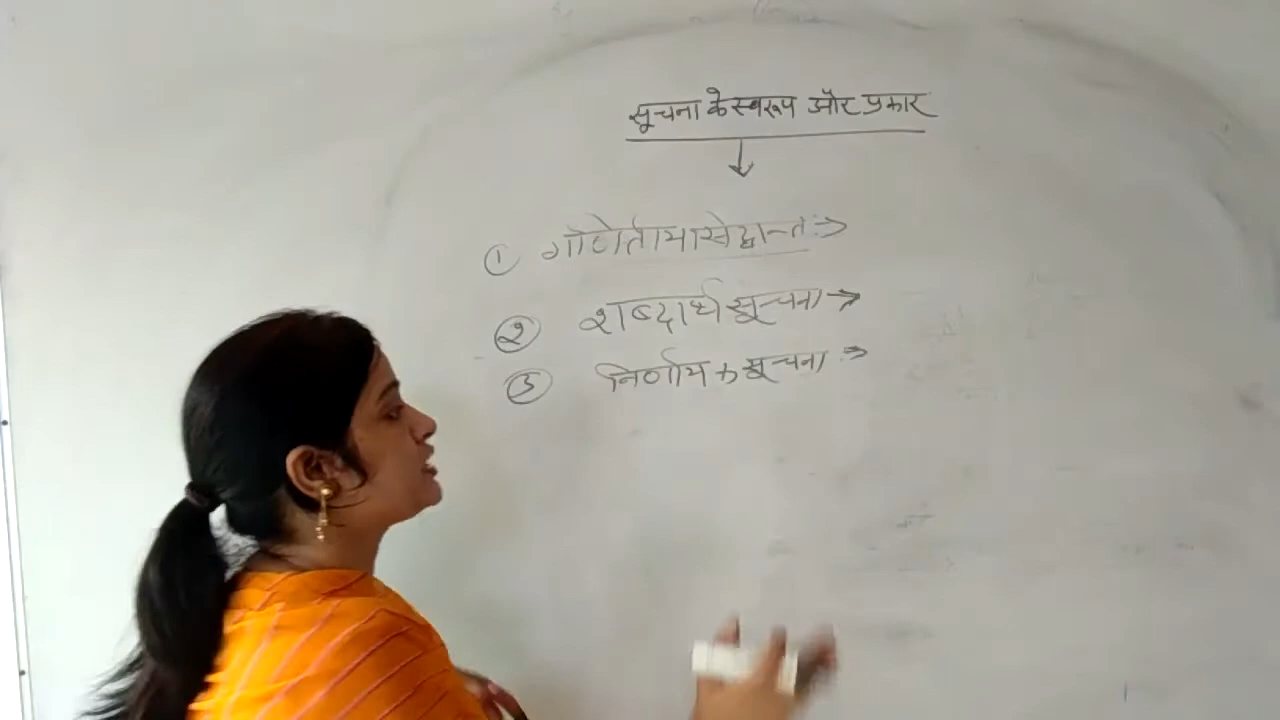 सूचना के स्वरूप और प्रकार
↓
① गणितीय सिद्धान्त :→
② शब्दार्थ सूचना →
③ निर्णायक सूचना :→